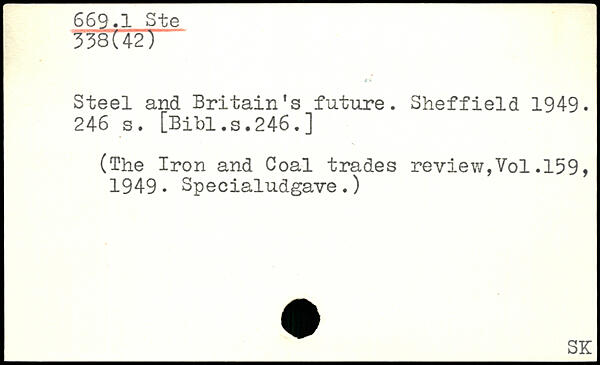 669.1 Ste
338(42)
Steel and Britain's future. Sheffield 1949.
246 s. [Bibl.s.246.]
(The Iron and Coal trades review,Vol.159,
1949. Specialudgave.)
SK